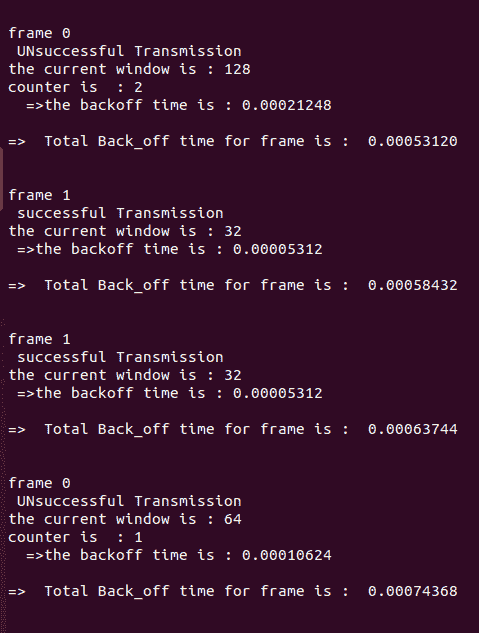 frame 0
 UNsuccessful Transmission
the current window is : 128
counter is  : 2
  =>the backoff time is : 0.00021248
=>  Total Back_off time for frame is :  0.00053120
frame 1
 successful Transmission
the current window is : 32
 =>the backoff time is : 0.00005312
=>  Total Back_off time for frame is :  0.00058432
frame 1
 successful Transmission
the current window is : 32
 =>the backoff time is : 0.00005312
=>  Total Back_off time for frame is :  0.00063744
frame 0
 UNsuccessful Transmission
the current window is : 64
counter is  : 1
  =>the backoff time is : 0.00010624
=>  Total Back_off time for frame is :  0.00074368